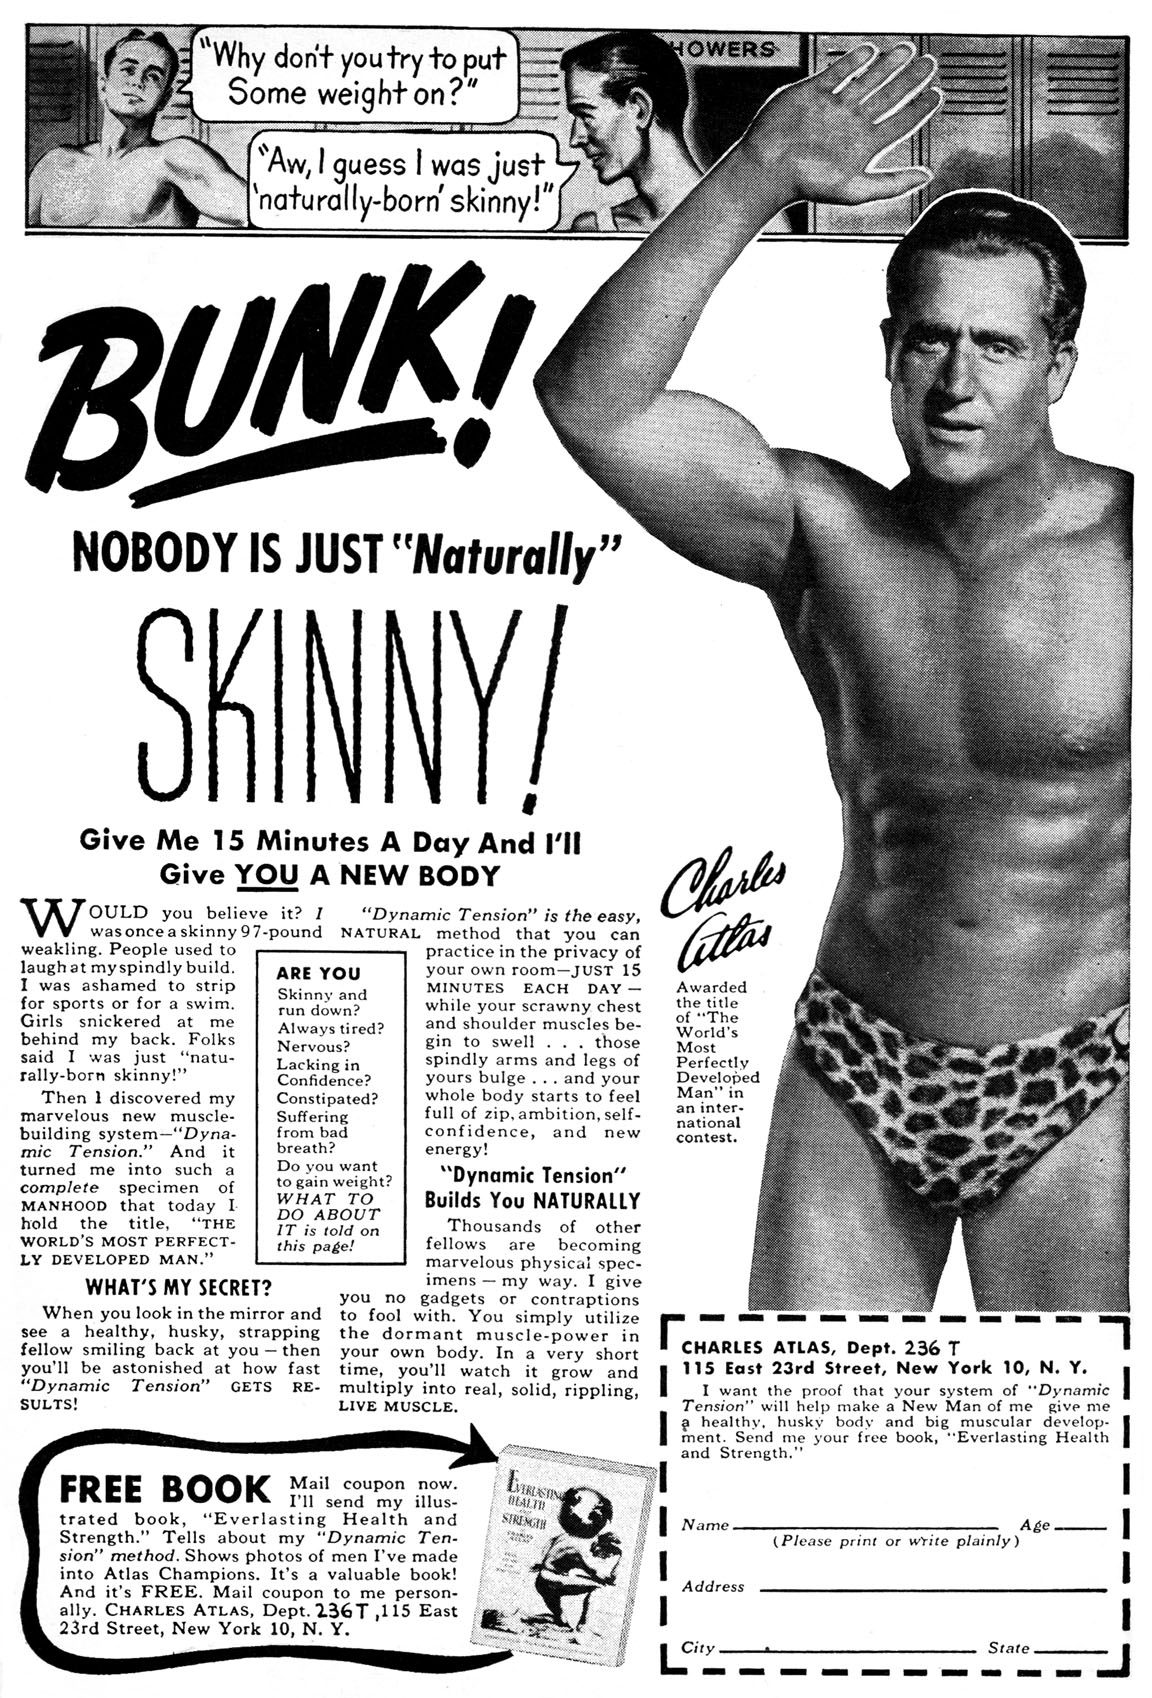 "Why don't you try to put
Some weight on?"
"Aw, I guess I was just
'naturally-born' skinny!"
HOWERS
BUNK!
NOBODY IS JUST "Naturally"
SKINNY!
Give Me 15 Minutes A Day And I'll
Give YOU A NEW BODY
WOULD you believe it? I
was once a skinny 97-pound
weakling. People used to
laugh at my spindly build.
I was ashamed to strip
for sports or for a swim.
Girls snickered at me
behind my back. Folks
said I was just "natu-
rally-born skinny!"
Then I discovered my
marvelous new muscle-
building system—"Dyna-
mic Tension." And it
turned me into such a
complete specimen of
MANHOOD that today I
hold the title, "THE
WORLD'S MOST PERFECT-
LY DEVELOPED MAN."
WHAT'S MY SECRET?
When you look in the mirror and
see a healthy, husky, strapping
fellow smiling back at you — then
you'll be astonished at how fast
"Dynamic Tension" GETS RE-
SULTS!
ARE YOU
Skinny and
run down?
Always tired?
Nervous?
Lacking in
Confidence?
Constipated?
Suffering
from bad
breath?
Do you want
to gain weight?
WHAT TO
DO ABOUT
IT is told on
this page!
"Dynamic Tension" is the easy,
NATURAL method that you can
practice in the privacy of
your own room—JUST 15
MINUTES EACH DAY —
while your scrawny chest
and shoulder muscles be-
gin to swell . . . those
spindly arms and legs of
yours bulge . . . and your
whole body starts to feel
full of zip, ambition, self-
confidence, and new
energy!
"Dynamic Tension"
Builds You NATURALLY
Thousands of other
fellows are becoming
marvelous physical spec-
imens — my way. I give
you no gadgets or contraptions
to fool with. You simply utilize
the dormant muscle-power in
your own body. In a very short
time, you'll watch it grow and
multiply into real, solid, rippling,
LIVE MUSCLE.
Charles
Atlas
Awarded
the title
of "The
World's
Most
Perfectly
Developed
Man" in
an inter-
national
contest.
FREE BOOK Mail coupon now.
I'll send my illus-
trated book, "Everlasting Health and
Strength." Tells about my "Dynamic Ten-
sion" method. Shows photos of men I've made
into Atlas Champions. It's a valuable book!
And it's FREE. Mail coupon to me person-
ally. CHARLES ATLAS, Dept. 236T, 115 East
23rd Street, New York 10, N. Y.
EVERLASTING
HEALTH
STRENGTH
CHARLES ATLAS, Dept. 236 T
115 East 23rd Street, New York 10, N. Y.
I want the proof that your system of "Dynamic
Tension" will help make a New Man of me give me
a healthy, husky body and big muscular develop-
ment. Send me your free book, "Everlasting Health
and Strength."
Name Age
(Please print or write plainly)
Address
City State